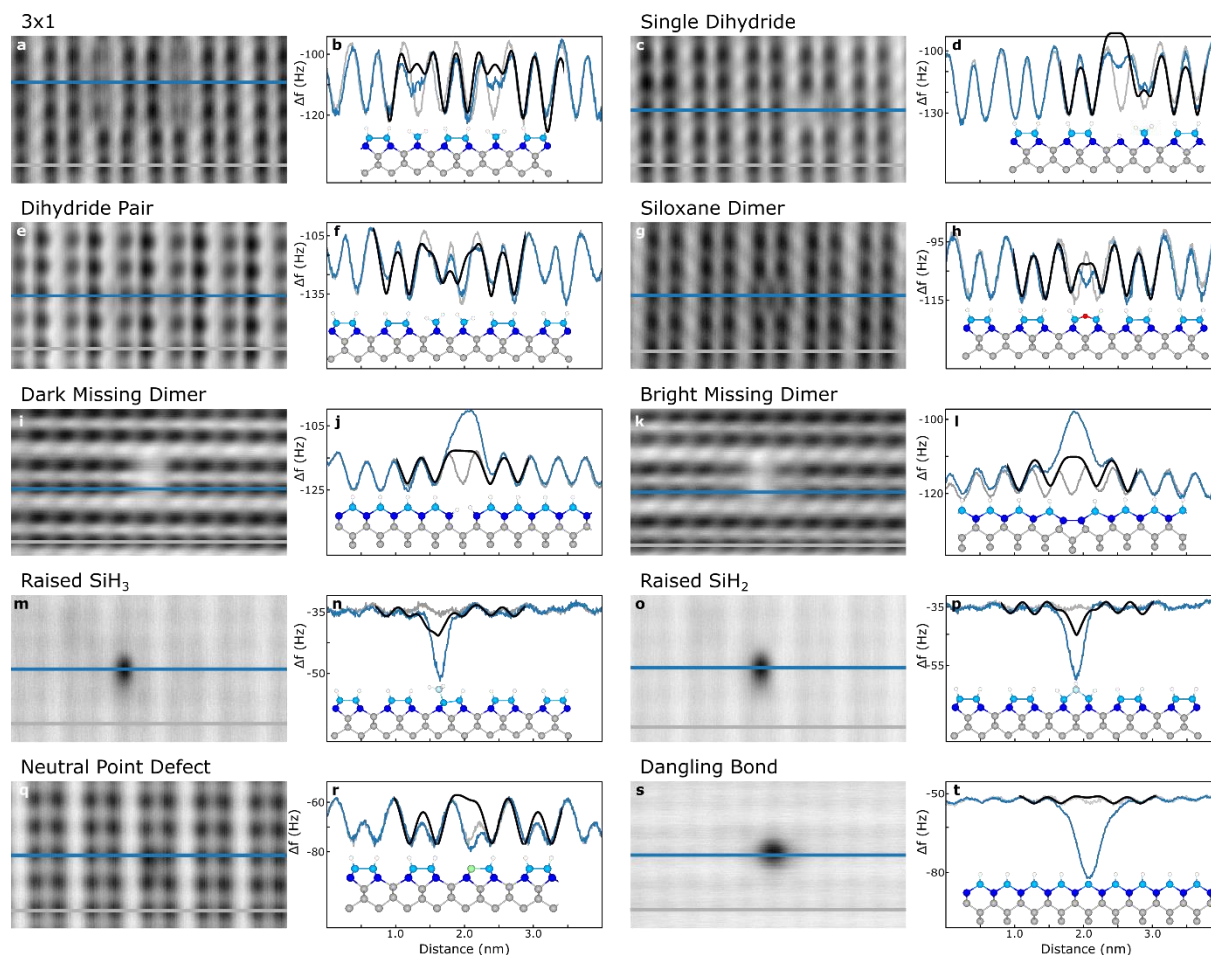 3x1
Single Dihydride
a
b
c
d
Δf (Hz)
-100
-120
Δf (Hz)
-100
-130
Dihydride Pair
Siloxane Dimer
e
f
g
h
Δf (Hz)
-105
-135
Δf (Hz)
-95
-115
Dark Missing Dimer
Bright Missing Dimer
i
j
k
l
Δf (Hz)
-105
-125
Δf (Hz)
-100
-120
Raised SiH₃
Raised SiH₂
m
n
o
p
Δf (Hz)
-35
-50
Δf (Hz)
-35
-55
Neutral Point Defect
Dangling Bond
q
r
s
t
Δf (Hz)
-60
-80
Δf (Hz)
-50
-80
1.0 2.0 3.0
Distance (nm)
1.0 2.0 3.0
Distance (nm)